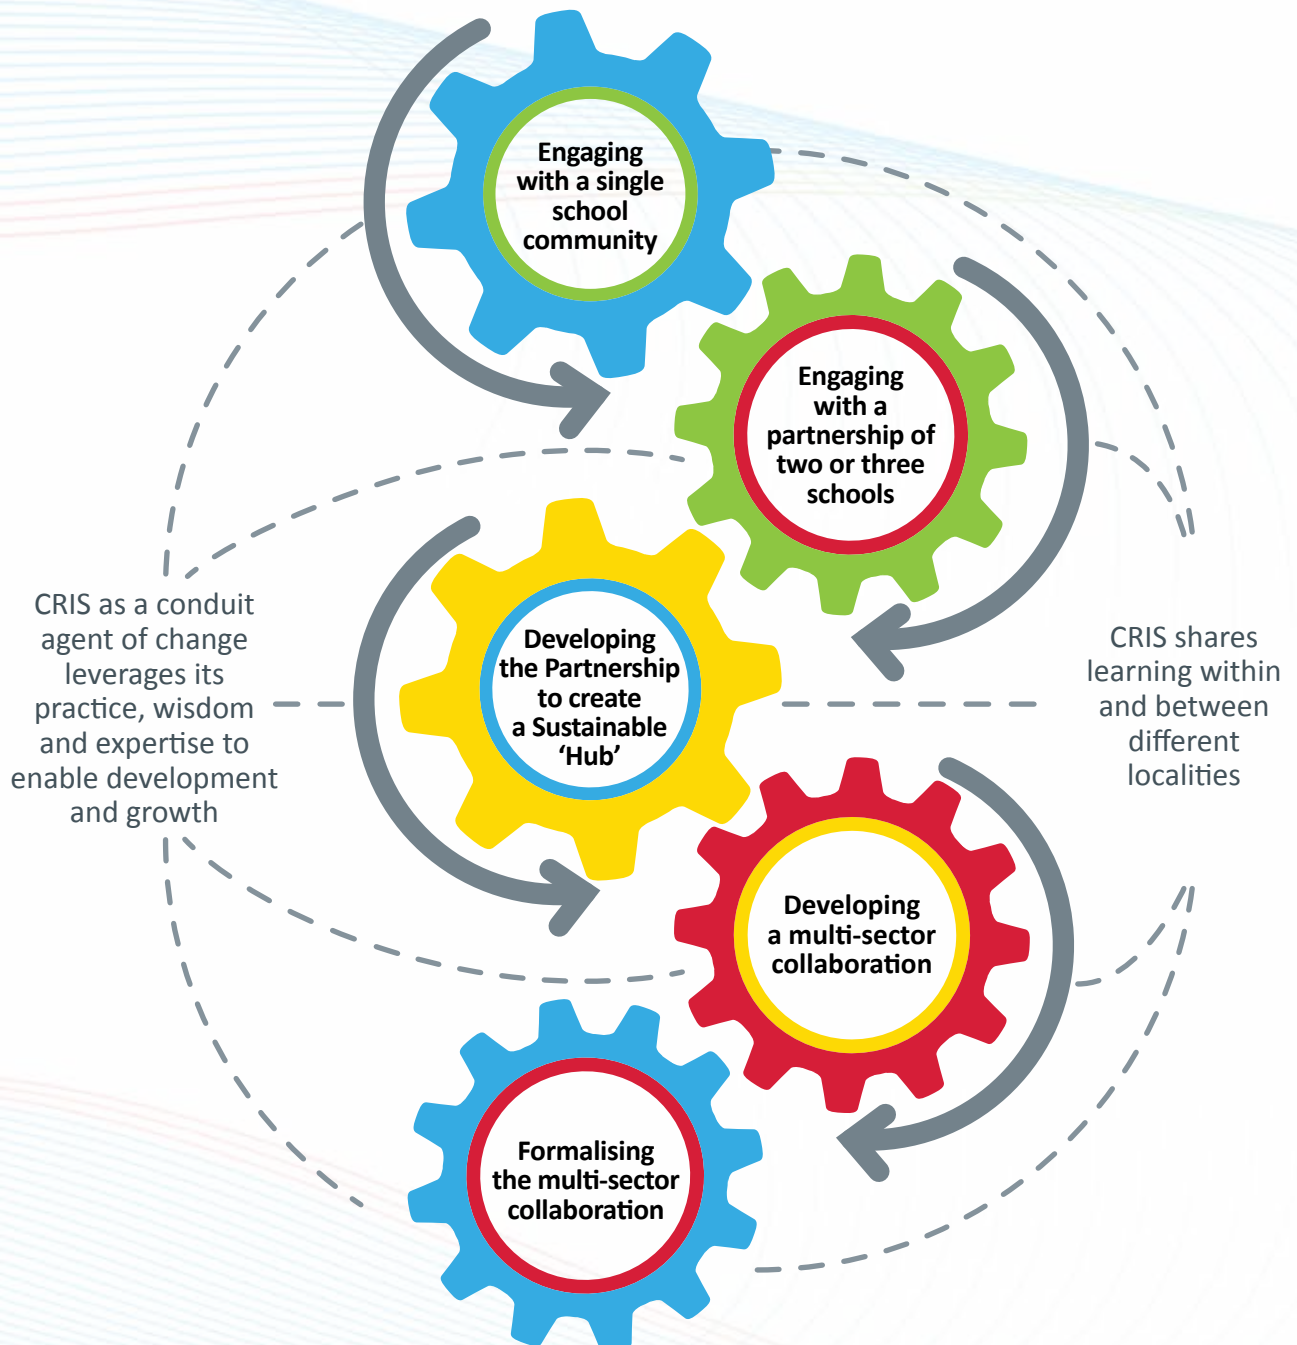 Engaging
with a single
school
community
Engaging
with a
partnership of
two or three
schools
CRIS as a conduit
agent of change
leverages its
practice, wisdom
and expertise to
enable development
and growth
Developing
the Partnership
to create
a Sustainable
‘Hub’
CRIS shares
learning within
and between
different
localities
Developing
a multi-sector
collaboration
Formalising
the multi-sector
collaboration